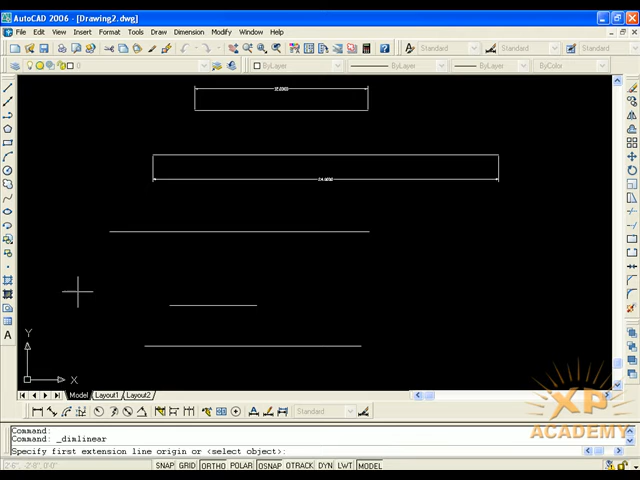 AutoCAD 2006 - [Drawing2.dwg]
File Edit View Insert Format Tools Draw Dimension Modify Window Help Express
Standard Standard Standard
0 ByLayer ByLayer ByLayer ByColor
Y
X
Model Layout1 Layout2
Standard
Command:
Command: _dimlinear
Specify first extension line origin or <select object>:
SNAP GRID ORTHO POLAR OSNAP OTRACK DYN LWT MODEL
XP
ACADEMY